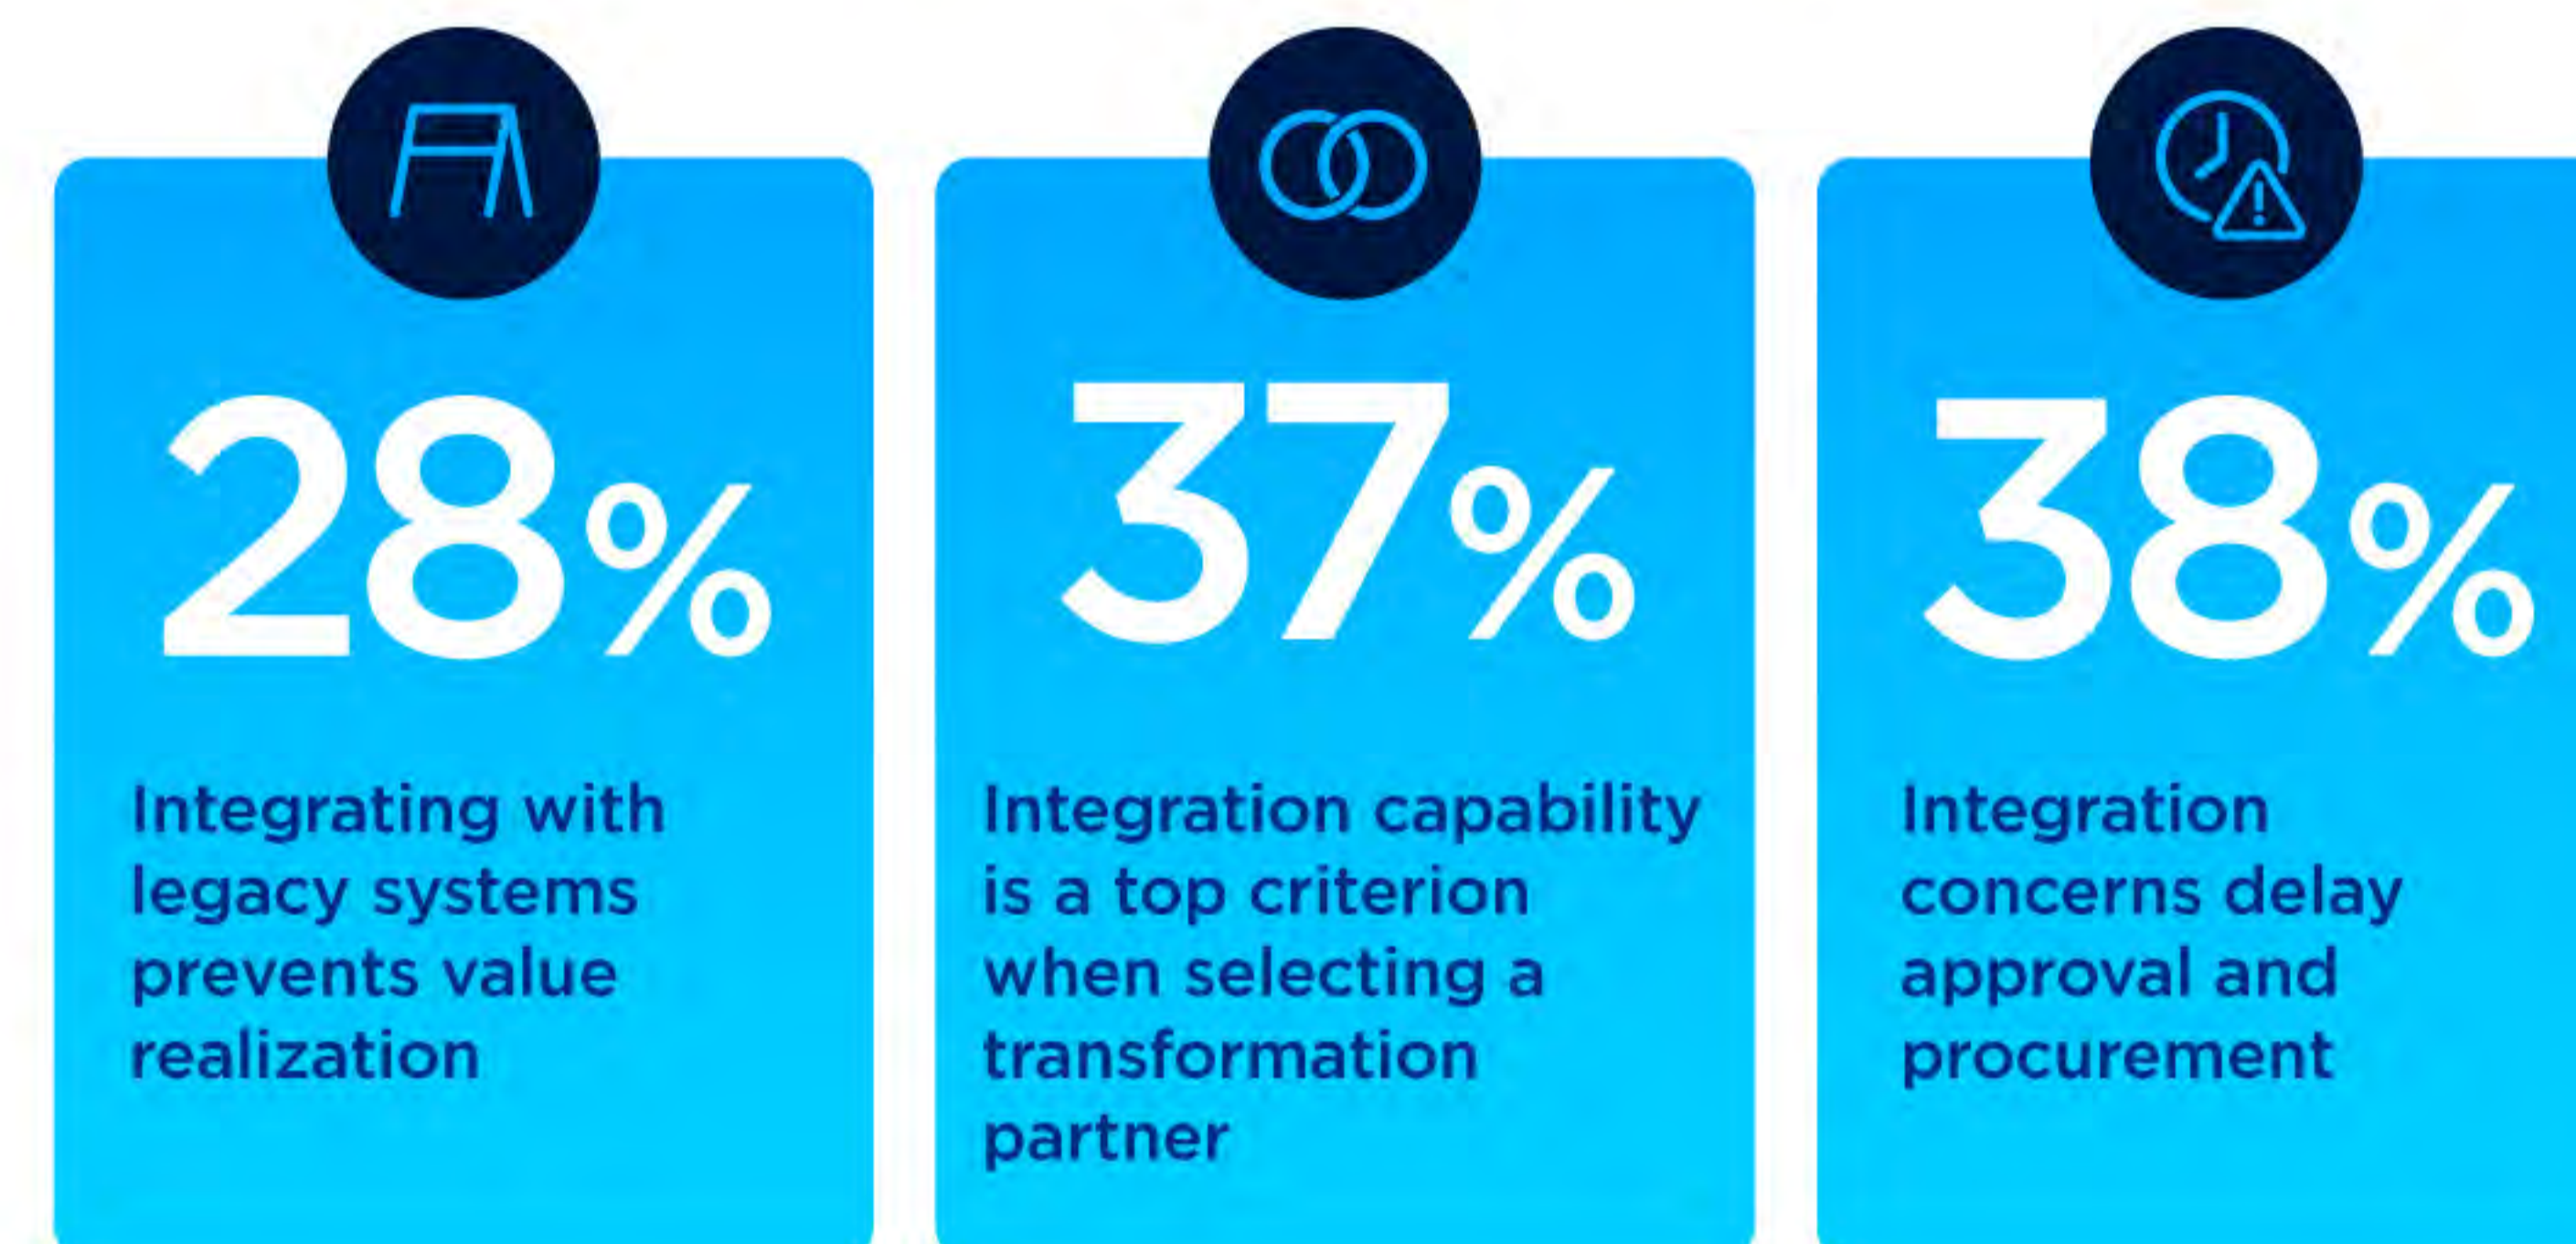 28%
Integrating with
legacy systems
prevents value
realization
37%
Integration capability
is a top criterion
when selecting a
transformation
partner
38%
Integration
concerns delay
approval and
procurement